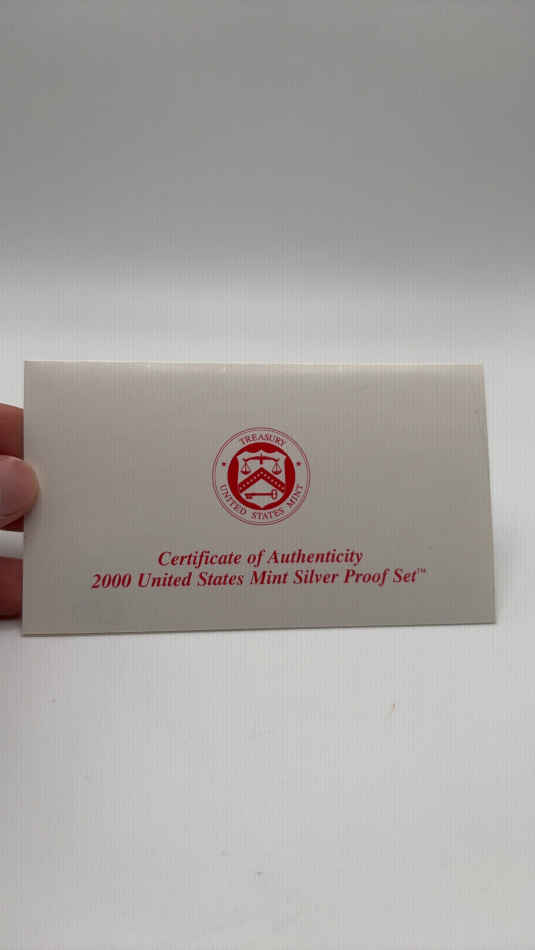 TREASURY
UNITED STATES MINT
Certificate of Authenticity
2000 United States Mint Silver Proof Set™